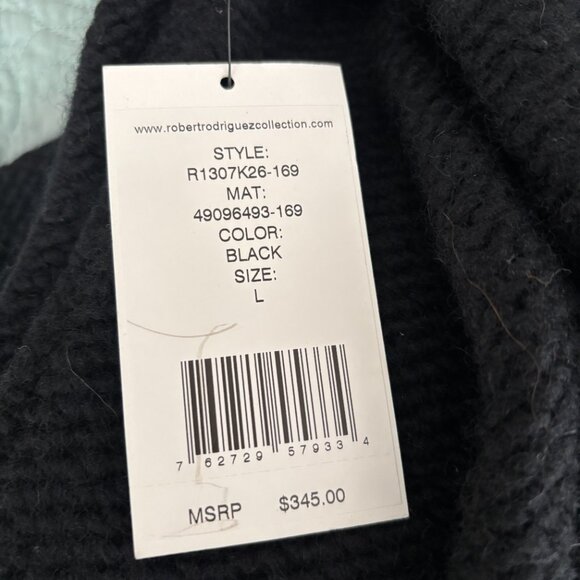 www.robertrodriguezcollection.com
STYLE:
R1307K26-169
MAT:
49096493-169
COLOR:
BLACK
SIZE:
L
7 62729 57933 4
MSRP $345.00